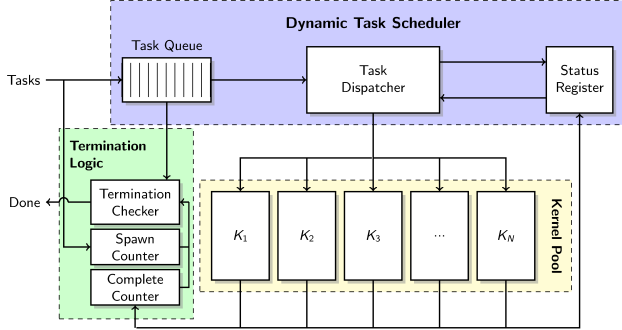 Dynamic Task Scheduler
Task Queue
Tasks
Task
Dispatcher
Status
Register
Termination
Logic
Termination
Checker
Done
Spawn
Counter
Complete
Counter
K1
K2
K3
...
KN
Kernel Pool